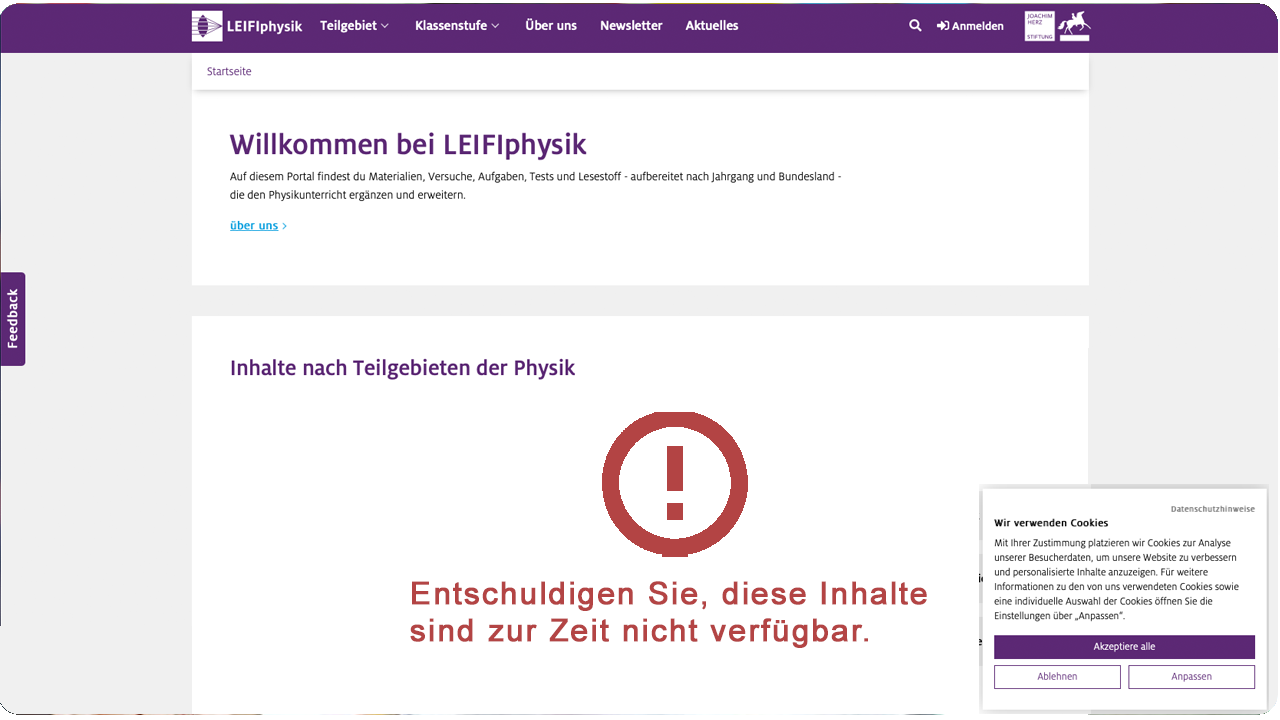 LEIFIphysik Teilgebiet Klassenstufe Über uns Newsletter Aktuelles Anmelden
JOACHIM
HERZ
STIFTUNG
Startseite
Willkommen bei LEIFIphysik
Auf diesem Portal findest du Materialien, Versuche, Aufgaben, Tests und Lesestoff - aufbereitet nach Jahrgang und Bundesland -
die den Physikunterricht ergänzen und erweitern.
über uns
Feedback
Inhalte nach Teilgebieten der Physik
Entschuldigen Sie, diese Inhalte
sind zur Zeit nicht verfügbar.
Datenschutzhinweise
Wir verwenden Cookies
Mit Ihrer Zustimmung platzieren wir Cookies zur Analyse
unserer Besucherdaten, um unsere Website zu verbessern
und personalisierte Inhalte anzuzeigen. Für weitere
Informationen zu den von uns verwendeten Cookies sowie
eine individuelle Auswahl der Cookies öffnen Sie die
Einstellungen über „Anpassen“.
Akzeptiere alle
Ablehnen Anpassen